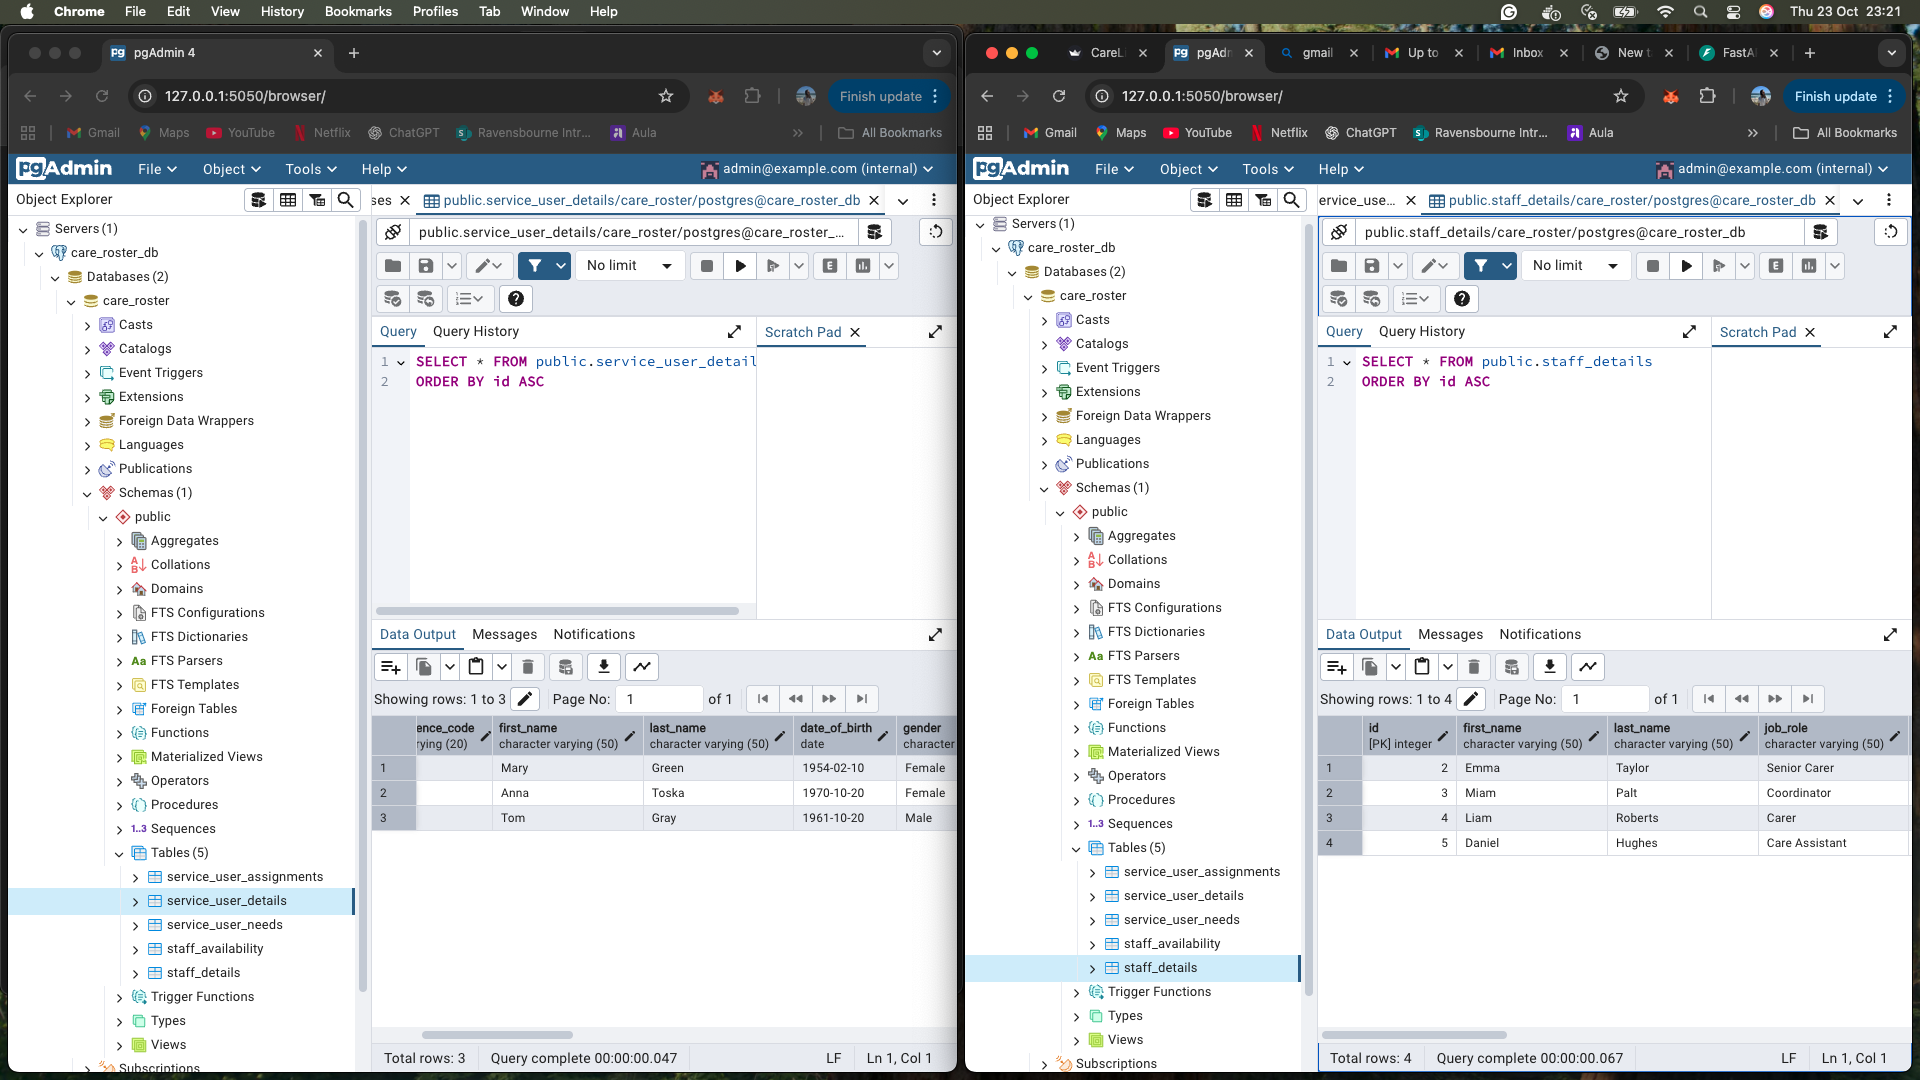 Chrome File Edit View History Bookmarks Profiles Tab Window Help Thu 23 Oct 23:21
pgAdmin 4
127.0.0.1:5050/browser/
Finish update
Gmail Maps YouTube Netflix ChatGPT Ravensbourne Intr... Aula » All Bookmarks
pgAdmin File Object Tools Help admin@example.com (internal)
Object Explorer
ses
public.service_user_details/care_roster/postgres@care_roster_db
Servers (1)
care_roster_db
Databases (2)
care_roster
Casts
Catalogs
Event Triggers
Extensions
Foreign Data Wrappers
Languages
Publications
Schemas (1)
public
Aggregates
Collations
Domains
FTS Configurations
FTS Dictionaries
Aa FTS Parsers
FTS Templates
Foreign Tables
Functions
Materialized Views
Operators
Procedures
1..3 Sequences
Tables (5)
service_user_assignments
service_user_details
service_user_needs
staff_availability
staff_details
Trigger Functions
Types
Views
Subscriptions
public.service_user_details/care_roster/postgres@care_roster_...
No limit
E
Query Query History
Scratch Pad
1 SELECT * FROM public.service_user_detail
2 ORDER BY id ASC
Data Output Messages Notifications
Showing rows: 1 to 3 Page No: 1 of 1
ence_code first_name last_name date_of_birth gender
rying (20) character varying (50) character varying (50) date character
1 Mary Green 1954-02-10 Female
2 Anna Toska 1970-10-20 Female
3 Tom Gray 1961-10-20 Male
Total rows: 3 Query complete 00:00:00.047 LF Ln 1, Col 1
CareL pgAdn gmail Up to Inbox New t FastA
127.0.0.1:5050/browser/
Finish update
Gmail Maps YouTube Netflix ChatGPT Ravensbourne Intr... Aula » All Bookmarks
pgAdmin File Object Tools Help admin@example.com (internal)
Object Explorer
ervice_use...
public.staff_details/care_roster/postgres@care_roster_db
Servers (1)
care_roster_db
Databases (2)
care_roster
Casts
Catalogs
Event Triggers
Extensions
Foreign Data Wrappers
Languages
Publications
Schemas (1)
public
Aggregates
Collations
Domains
FTS Configurations
FTS Dictionaries
Aa FTS Parsers
FTS Templates
Foreign Tables
Functions
Materialized Views
Operators
Procedures
1..3 Sequences
Tables (5)
service_user_assignments
service_user_details
service_user_needs
staff_availability
staff_details
Trigger Functions
Types
Views
Subscriptions
public.staff_details/care_roster/postgres@care_roster_db
No limit
E
Query Query History
Scratch Pad
1 SELECT * FROM public.staff_details
2 ORDER BY id ASC
Data Output Messages Notifications
Showing rows: 1 to 4 Page No: 1 of 1
id first_name last_name job_role
[PK] integer character varying (50) character varying (50) character varying (50)
1 2 Emma Taylor Senior Carer
2 3 Miam Palt Coordinator
3 4 Liam Roberts Carer
4 5 Daniel Hughes Care Assistant
Total rows: 4 Query complete 00:00:00.067 LF Ln 1, Col 1